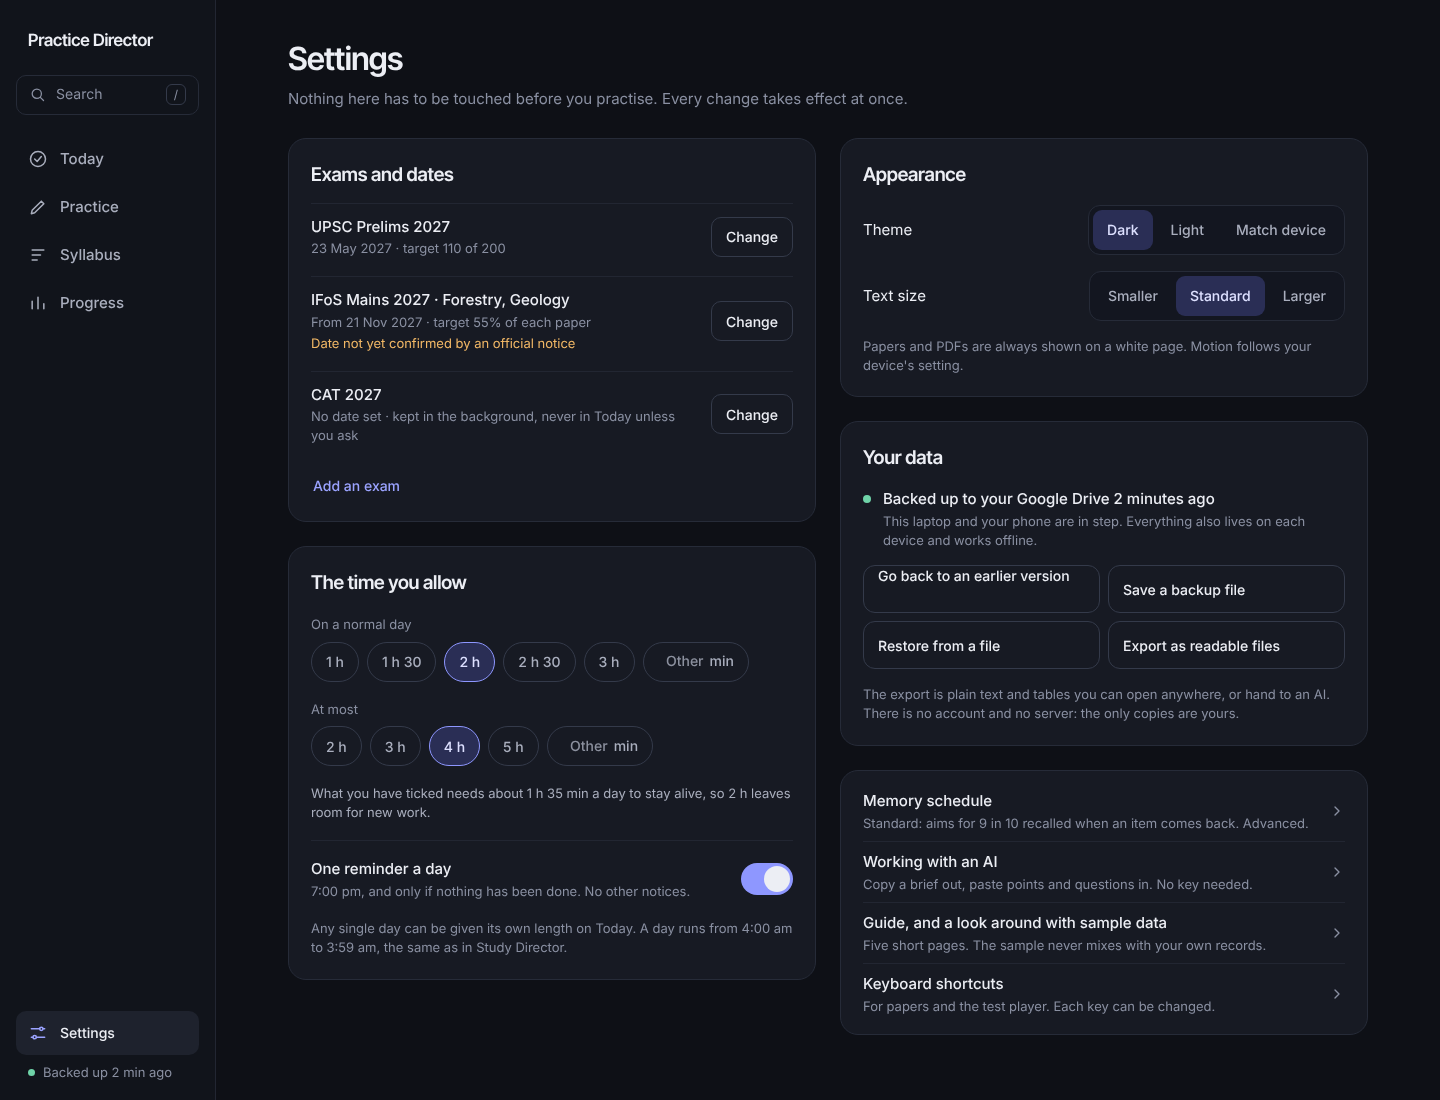 Practice Director
Search /
Today
Practice
Syllabus
Progress
Settings
Backed up 2 min ago
Settings
Nothing here has to be touched before you practise. Every change takes effect at once.
Exams and dates
UPSC Prelims 2027
23 May 2027 · target 110 of 200
Change
IFoS Mains 2027 · Forestry, Geology
From 21 Nov 2027 · target 55% of each paper
Date not yet confirmed by an official notice
Change
CAT 2027
No date set · kept in the background, never in Today unless
you ask
Change
Add an exam
The time you allow
On a normal day
1 h 1 h 30 2 h 2 h 30 3 h Other min
At most
2 h 3 h 4 h 5 h Other min
What you have ticked needs about 1 h 35 min a day to stay alive, so 2 h leaves
room for new work.
One reminder a day
7:00 pm, and only if nothing has been done. No other notices.
Any single day can be given its own length on Today. A day runs from 4:00 am
to 3:59 am, the same as in Study Director.
Appearance
Theme Dark Light Match device
Text size Smaller Standard Larger
Papers and PDFs are always shown on a white page. Motion follows your
device's setting.
Your data
Backed up to your Google Drive 2 minutes ago
This laptop and your phone are in step. Everything also lives on each
device and works offline.
Go back to an earlier version Save a backup file
Restore from a file Export as readable files
The export is plain text and tables you can open anywhere, or hand to an AI.
There is no account and no server: the only copies are yours.
Memory schedule
Standard: aims for 9 in 10 recalled when an item comes back. Advanced.
Working with an AI
Copy a brief out, paste points and questions in. No key needed.
Guide, and a look around with sample data
Five short pages. The sample never mixes with your own records.
Keyboard shortcuts
For papers and the test player. Each key can be changed.